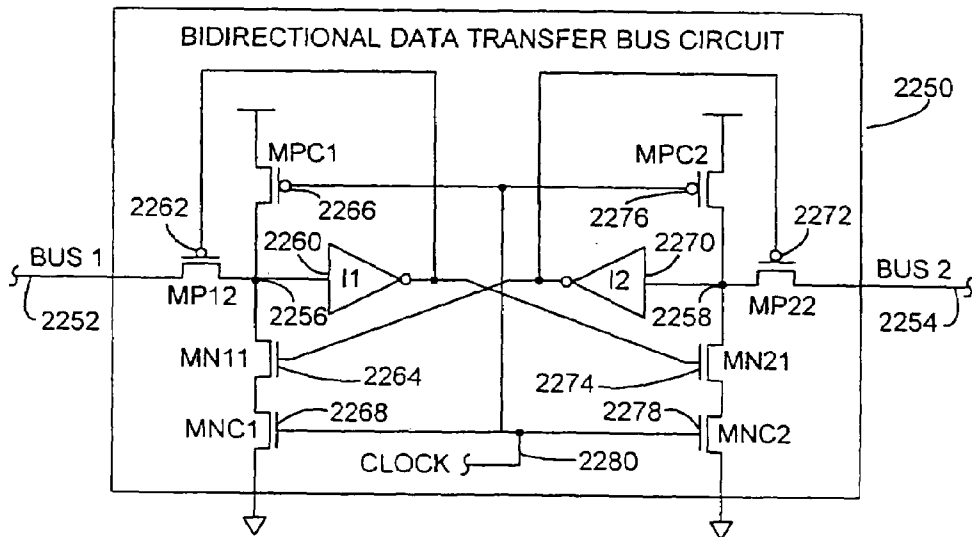 BIDIRECTIONAL DATA TRANSFER BUS CIRCUIT
2250
MPC1
MPC2
2266
2276
2262
2272
2260
2270
BUS 1
BUS 2
I1
I2
MP12
2256
2258
MP22
2252
2254
MN11
MN21
2264
2274
2268
2278
MNC1
MNC2
CLOCK
2280